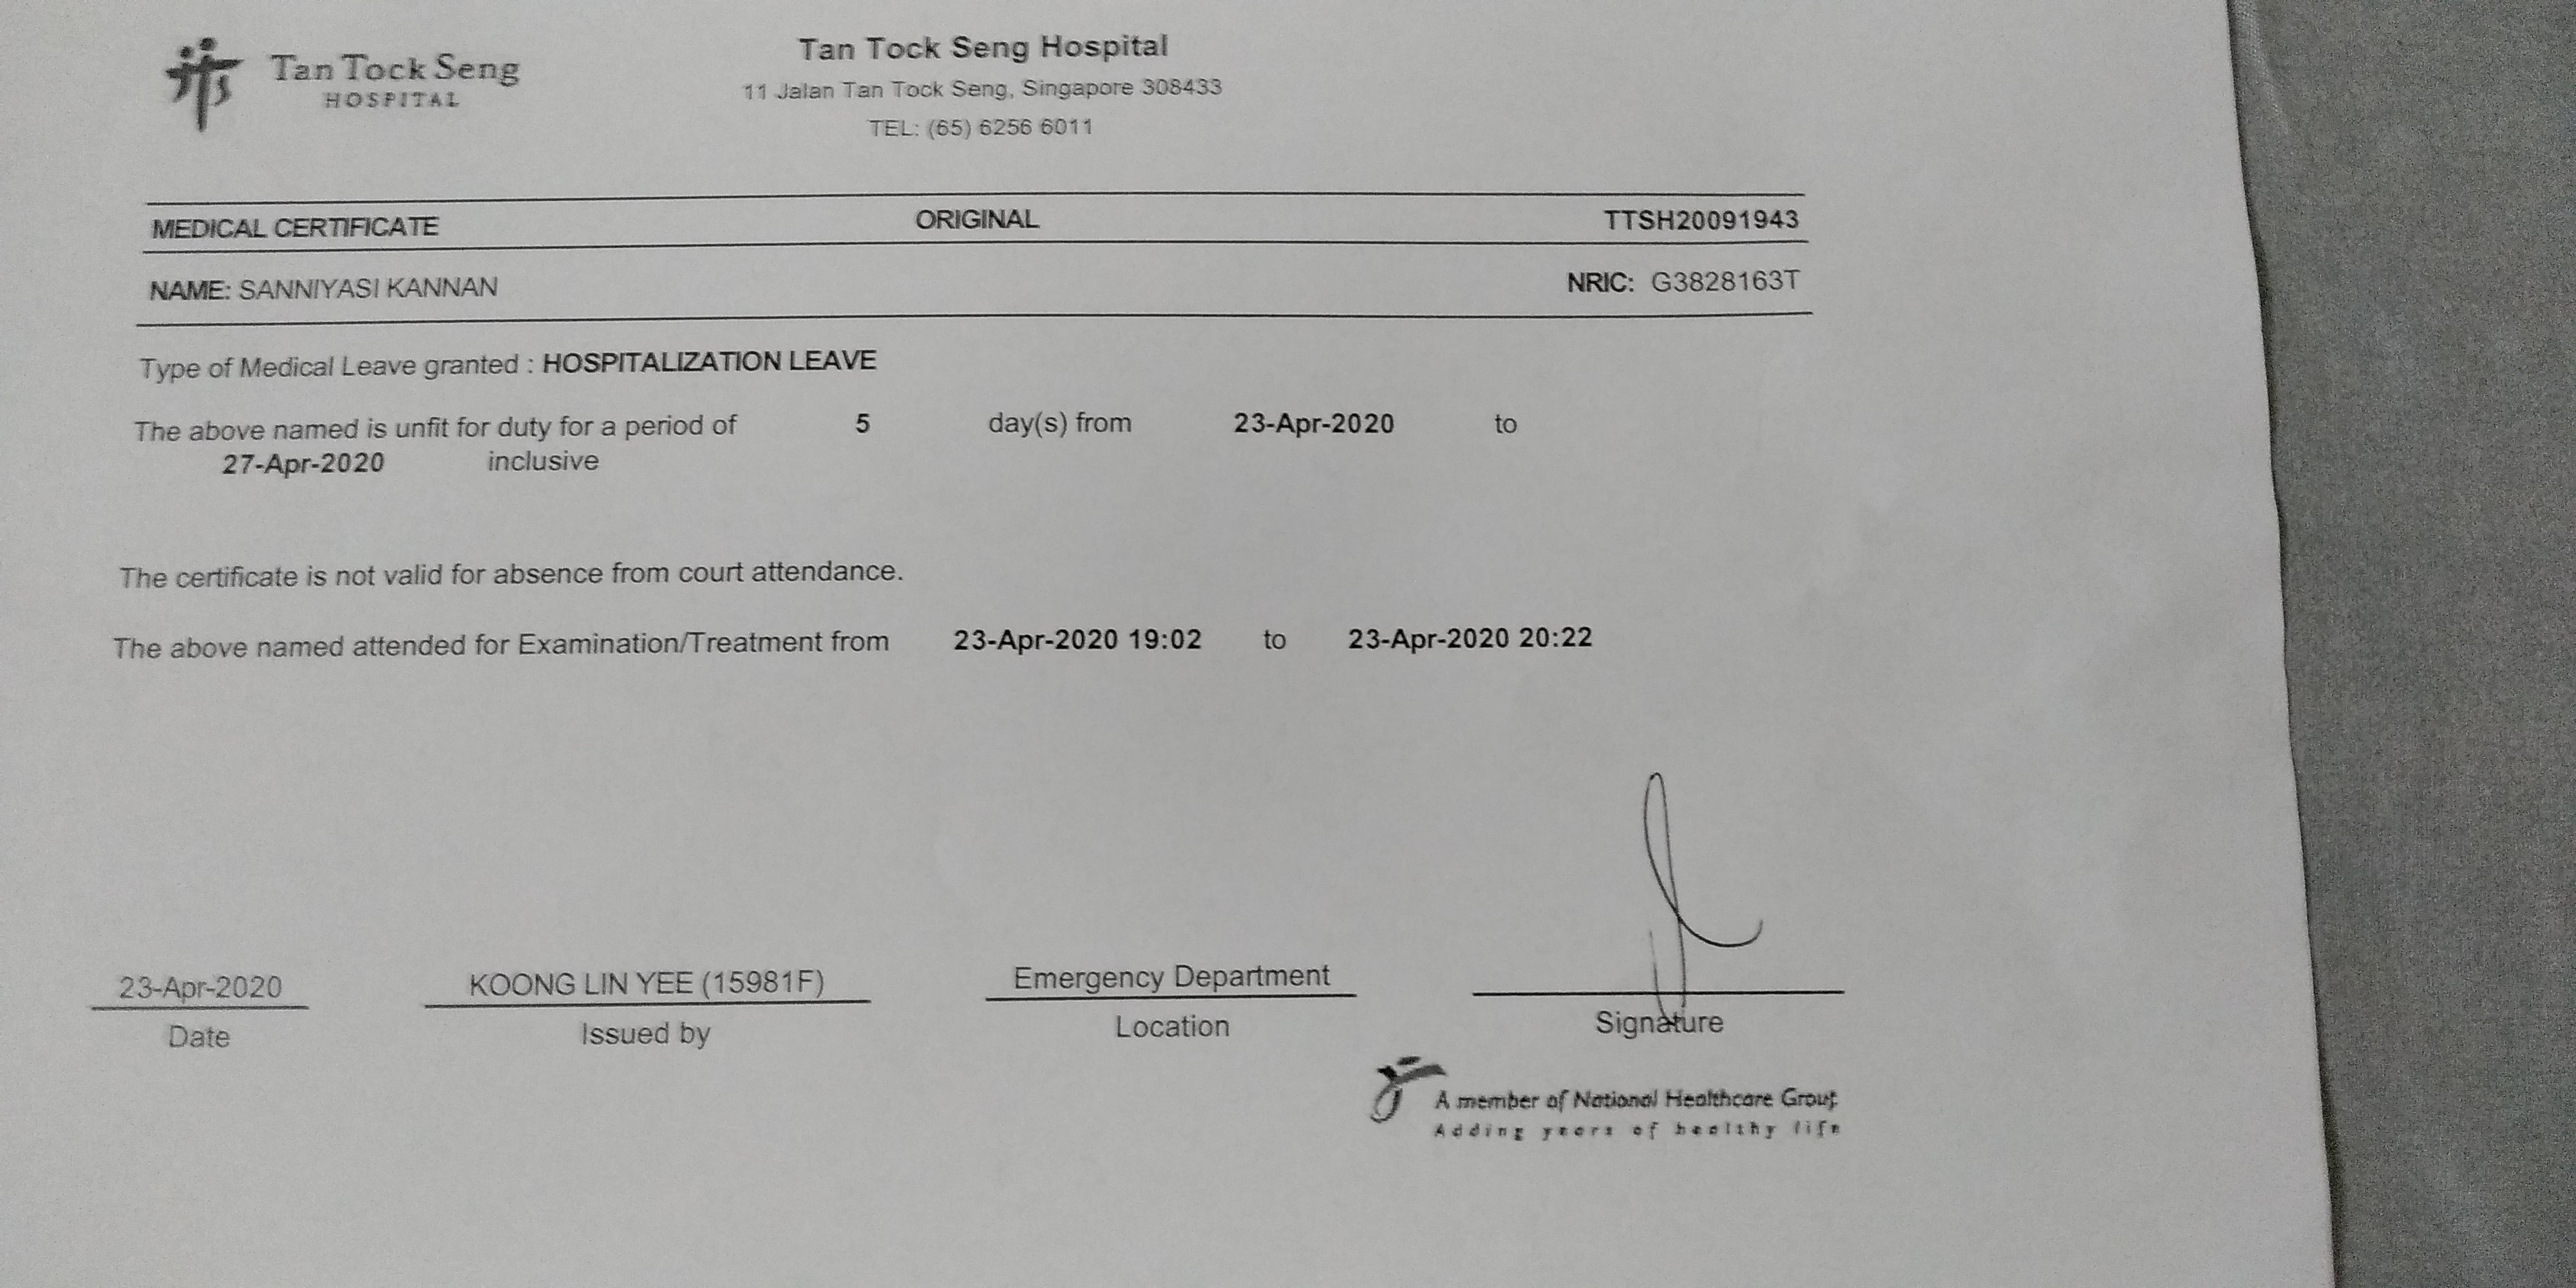 Tan Tock Seng
HOSPITAL
Tan Tock Seng Hospital
11 Jalan Tan Tock Seng, Singapore 308433
TEL: (65) 6256 6011
MEDICAL CERTIFICATE ORIGINAL TTSH20091943
NAME: SANNIYASI KANNAN NRIC: G3828163T
Type of Medical Leave granted : HOSPITALIZATION LEAVE
The above named is unfit for duty for a period of 5 day(s) from 23-Apr-2020 to
27-Apr-2020 inclusive
The certificate is not valid for absence from court attendance.
The above named attended for Examination/Treatment from 23-Apr-2020 19:02 to 23-Apr-2020 20:22
23-Apr-2020 KOONG LIN YEE (15981F) Emergency Department
Date Issued by Location Signature
A member of National Healthcare Group
Adding years of healthy life